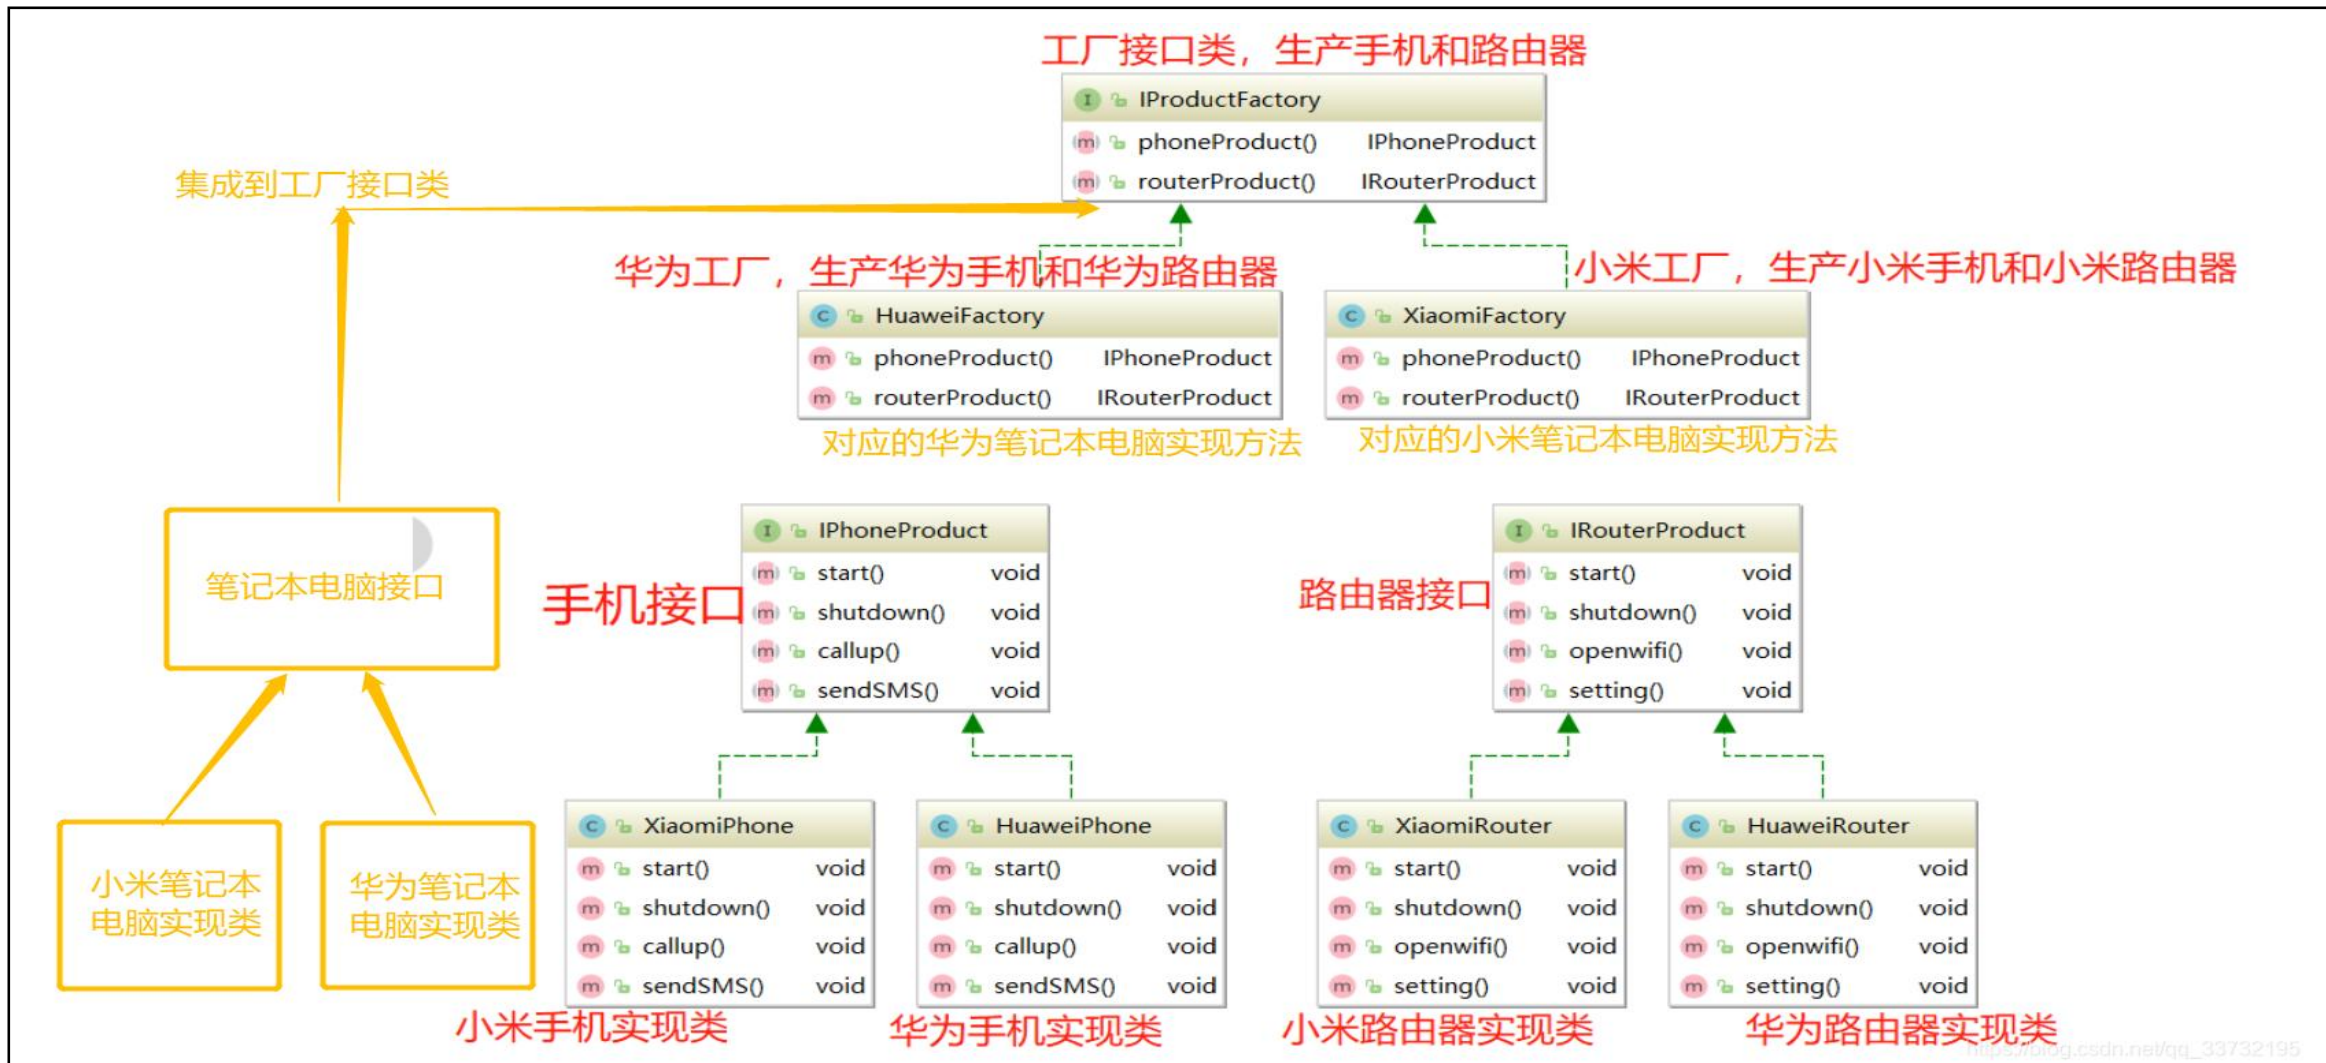 工厂接口类，生产手机和路由器
IProductFactory
phoneProduct() IPhoneProduct
routerProduct() IRouterProduct
集成到工厂接口类
华为工厂，生产华为手机和华为路由器
小米工厂，生产小米手机和小米路由器
HuaweiFactory
phoneProduct() IPhoneProduct
routerProduct() IRouterProduct
对应的华为笔记本电脑实现方法
XiaomiFactory
phoneProduct() IPhoneProduct
routerProduct() IRouterProduct
对应的小米笔记本电脑实现方法
笔记本电脑接口
小米笔记本
电脑实现类
华为笔记本
电脑实现类
手机接口
IPhoneProduct
start() void
shutdown() void
callup() void
sendSMS() void
路由器接口
IRouterProduct
start() void
shutdown() void
openwifi() void
setting() void
XiaomiPhone
start() void
shutdown() void
callup() void
sendSMS() void
小米手机实现类
HuaweiPhone
start() void
shutdown() void
callup() void
sendSMS() void
华为手机实现类
XiaomiRouter
start() void
shutdown() void
openwifi() void
setting() void
小米路由器实现类
HuaweiRouter
start() void
shutdown() void
openwifi() void
setting() void
华为路由器实现类
https://blog.csdn.net/qq_33732195